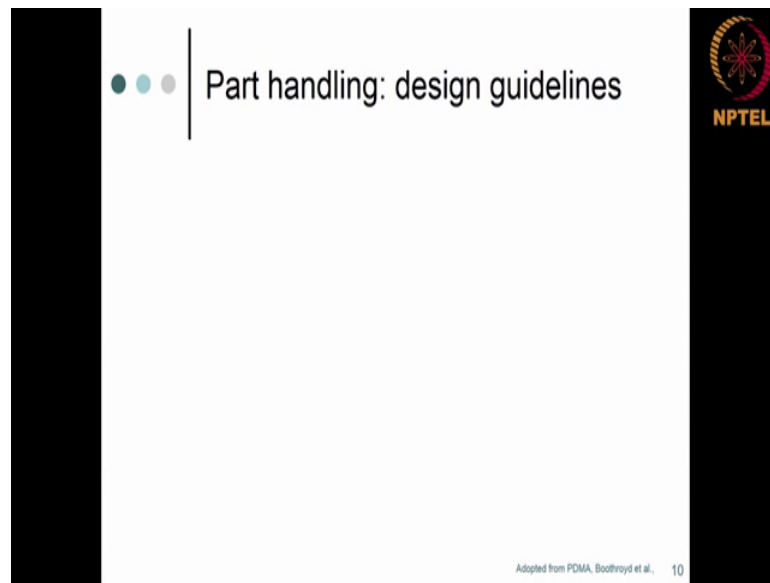 Part handling: design guidelines
NPTEL
Adopted from PDMA, Boothroyd et al., 10